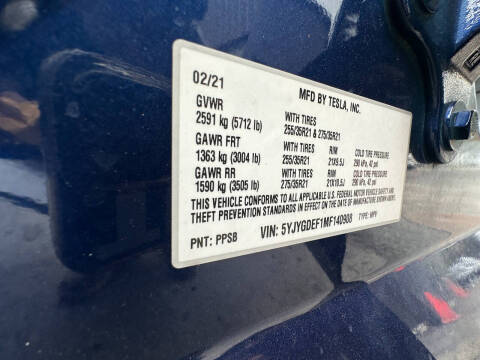 02/21 MFD BY TESLA, INC.
GVWR
2591 kg (5712 lb) WITH TIRES 255/35R21 & 275/35R21
GAWR FRT WITH TIRES RIM COLD TIRE PRESSURE
1363 kg (3004 lb) 255/35R21 21X9.5J 290 kPa, 42 psi
GAWR RR WITH TIRES RIM COLD TIRE PRESSURE
1590 kg (3505 lb) 275/35R21 21X10.5J 290 kPa, 42 psi
THIS VEHICLE CONFORMS TO ALL APPLICABLE U.S. FEDERAL MOTOR VEHICLE SAFETY AND
THEFT PREVENTION STANDARDS IN EFFECT ON THE DATE OF MANUFACTURE SHOWN ABOVE.
PNT: PPSB VIN: 5YJYGDEF1MF140908 TYPE: MPV